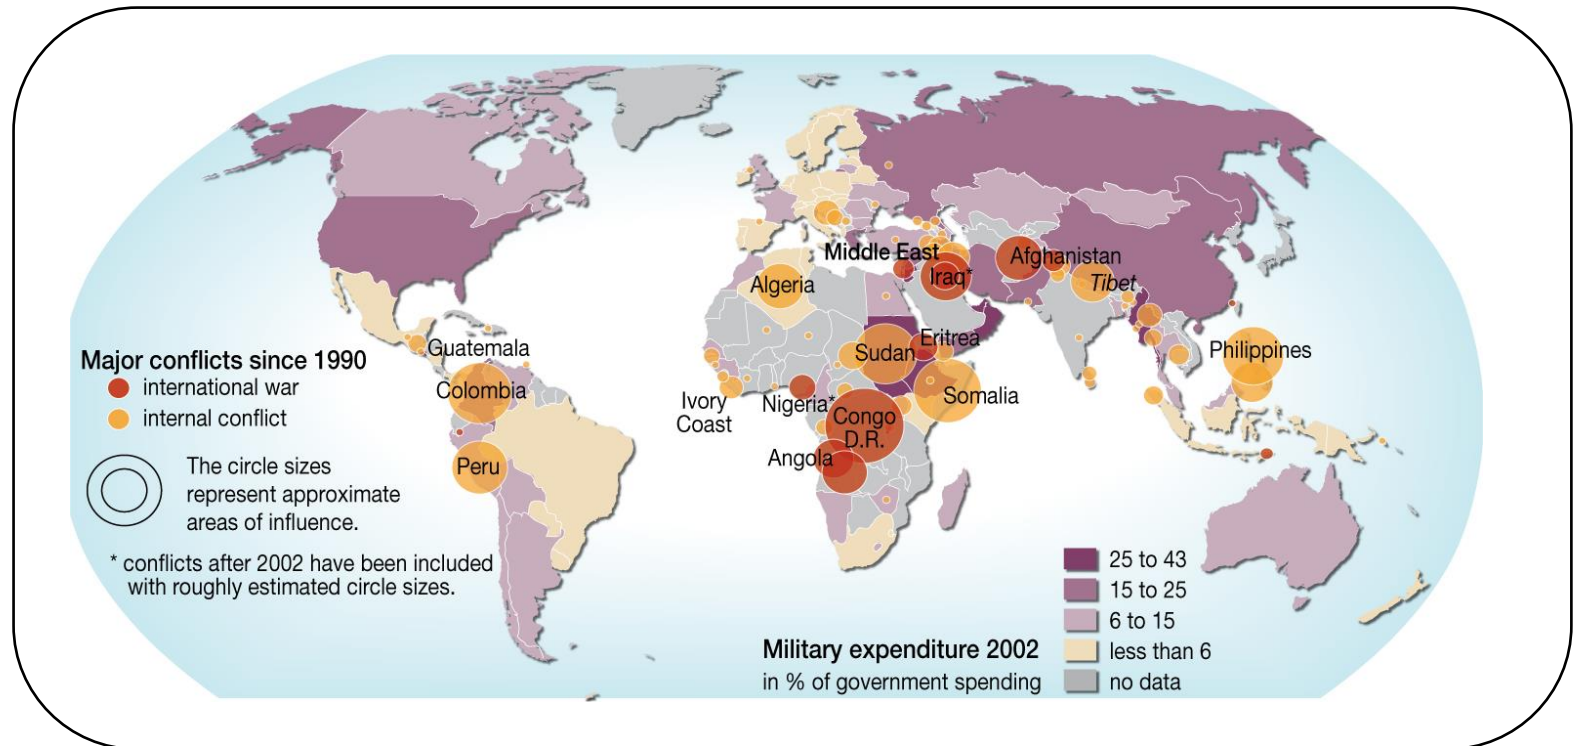 Middle East
Afghanistan
Iraq*
Tibet
Algeria
Eritrea
Guatemala
Sudan
Philippines
Major conflicts since 1990
international war
internal conflict
Colombia
Ivory
Coast
Nigeria*
Somalia
Congo
D.R.
Angola
Peru
The circle sizes
represent approximate
areas of influence.
* conflicts after 2002 have been included
with roughly estimated circle sizes.
Military expenditure 2002
in % of government spending
25 to 43
15 to 25
6 to 15
less than 6
no data